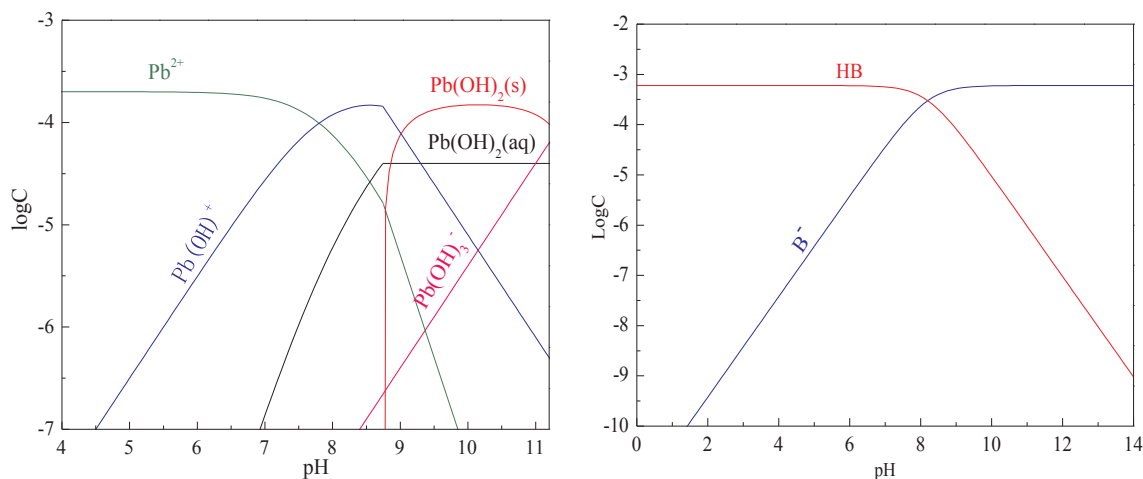 -3
-4
-5
-6
-7
logC
4 5 6 7 8 9 10 11
pH
Pb²⁺
Pb(OH)₂(s)
Pb(OH)₂(aq)
Pb(OH)⁺
Pb(OH)₃⁻
-2
-3
-4
-5
-6
-7
-8
-9
-10
LogC
0 2 4 6 8 10 12 14
pH
HB
B⁻